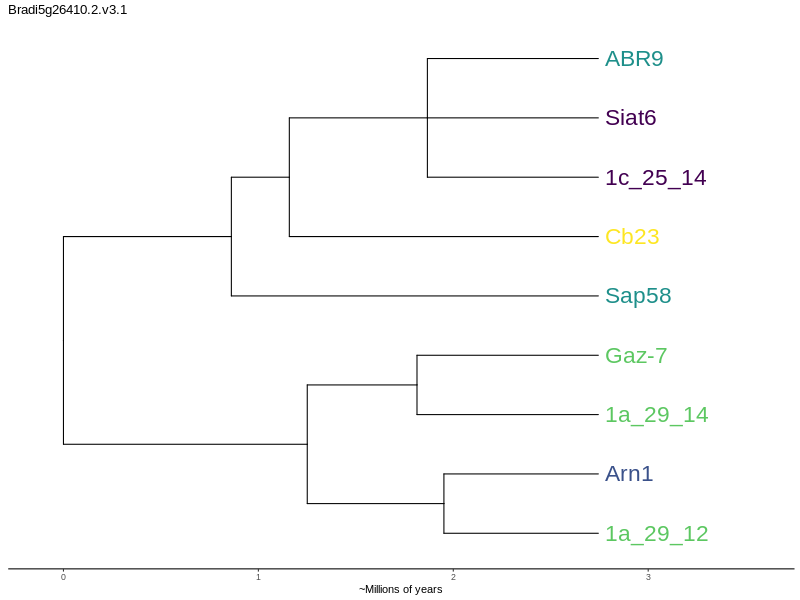 Bradi5g26410.2.v3.1
ABR9
Siat6
1c_25_14
Cb23
Sap58
Gaz-7
1a_29_14
Arn1
1a_29_12
0 1 2 3
~Millions of years